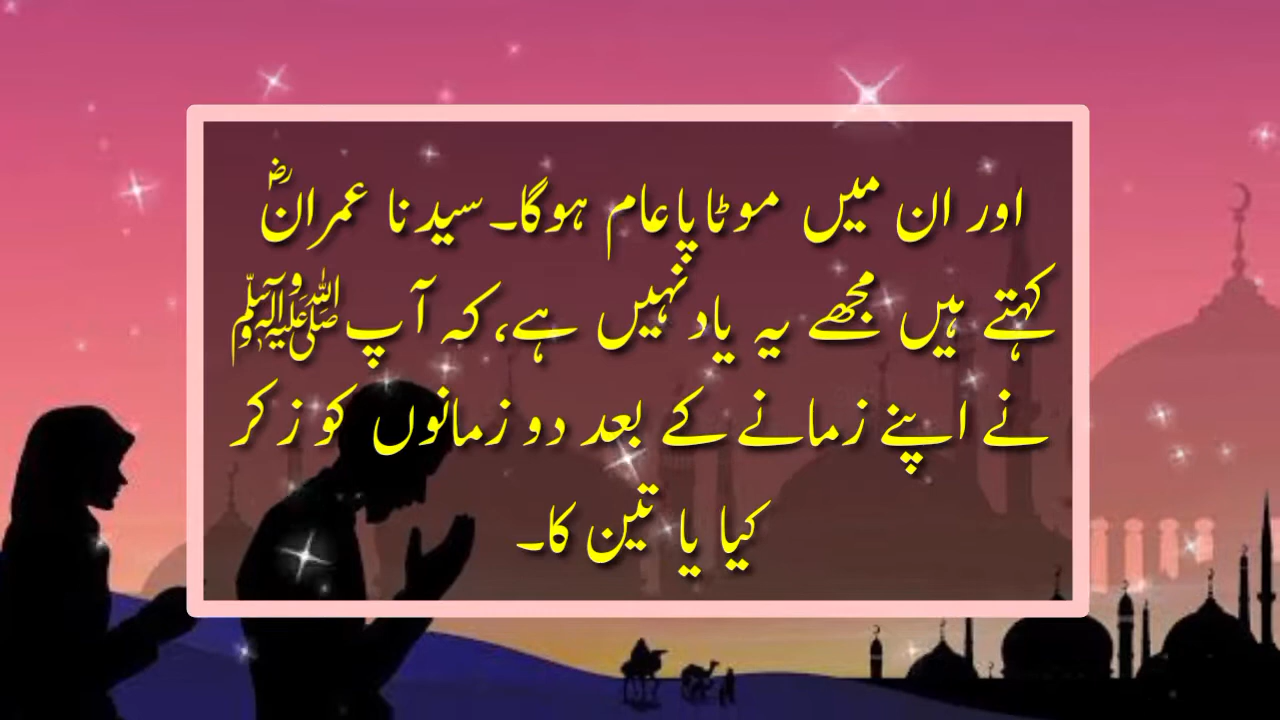 اور ان میں موٹاپا عام ہوگا۔ سیدنا عمرانؓ
کہتے ہیں مجھے یہ یاد نہیں ہے، کہ آپ ﷺ
نے اپنے زمانے کے بعد دو زمانوں کو زکر
کیا یا تین کا۔